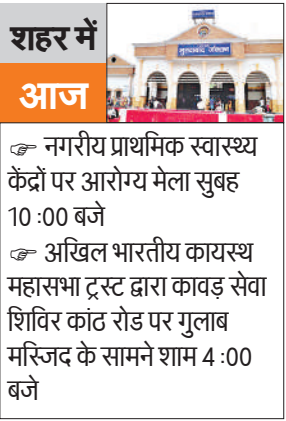 शहर में
आज
मुरादाबाद जंक्शन
☞ नगरीय प्राथमिक स्वास्थ्य
केंद्रों पर आरोग्य मेला सुबह
10:00 बजे
☞ अखिल भारतीय कायस्थ
महासभा ट्रस्ट द्वारा कावड़ सेवा
शिविर कांठ रोड पर गुलाब
मस्जिद के सामने शाम 4:00
बजे